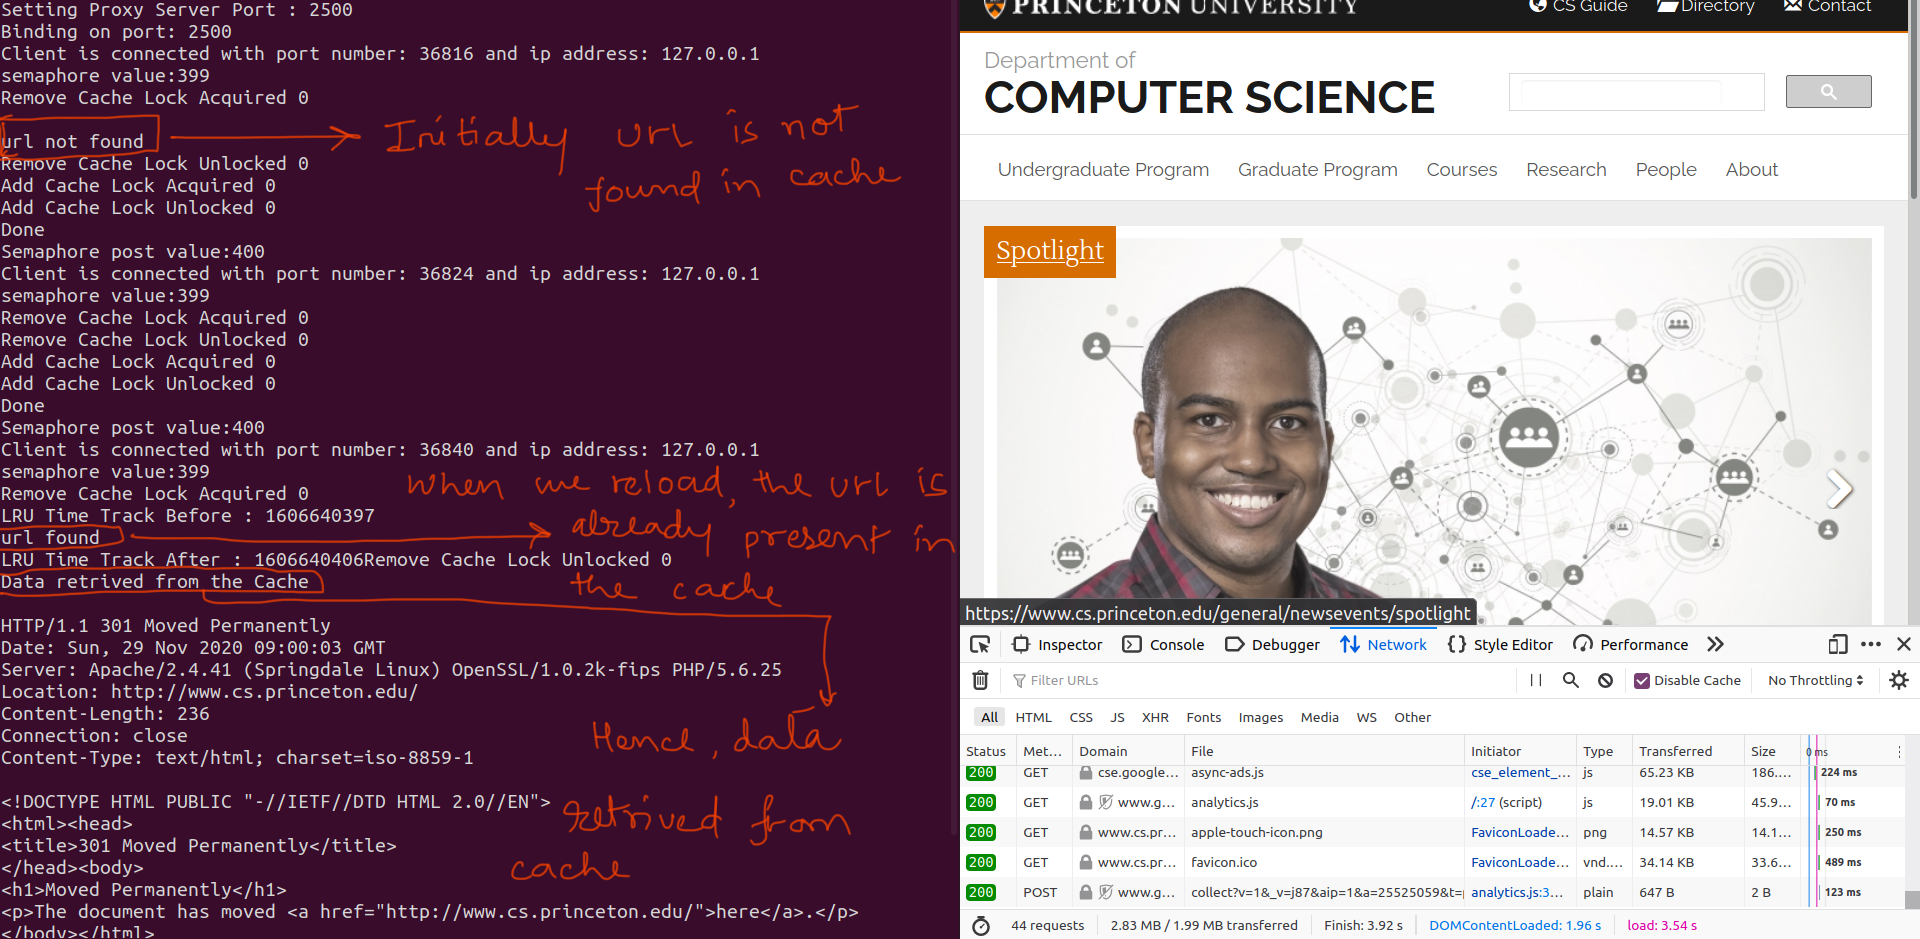 Setting Proxy Server Port : 2500
Binding on port: 2500
Client is connected with port number: 36816 and ip address: 127.0.0.1
semaphore value:399
Remove Cache Lock Acquired 0
url not found
Initially url is not
found in cache
Remove Cache Lock Unlocked 0
Add Cache Lock Acquired 0
Add Cache Lock Unlocked 0
Done
Semaphore post value:400
Client is connected with port number: 36824 and ip address: 127.0.0.1
semaphore value:399
Remove Cache Lock Acquired 0
Remove Cache Lock Unlocked 0
Add Cache Lock Acquired 0
Add Cache Lock Unlocked 0
Done
Semaphore post value:400
Client is connected with port number: 36840 and ip address: 127.0.0.1
semaphore value:399
Remove Cache Lock Acquired 0
LRU Time Track Before : 1606640397
url found
When we reload, the url is
already present in
the cache
LRU Time Track After : 1606640406Remove Cache Lock Unlocked 0
Data retrived from the Cache
Hence, data
retrived from
cache
HTTP/1.1 301 Moved Permanently
Date: Sun, 29 Nov 2020 09:00:03 GMT
Server: Apache/2.4.41 (Springdale Linux) OpenSSL/1.0.2k-fips PHP/5.6.25
Location: http://www.cs.princeton.edu/
Content-Length: 236
Connection: close
Content-Type: text/html; charset=iso-8859-1
<!DOCTYPE HTML PUBLIC "-//IETF//DTD HTML 2.0//EN">
<html><head>
<title>301 Moved Permanently</title>
</head><body>
<h1>Moved Permanently</h1>
<p>The document has moved <a href="http://www.cs.princeton.edu/">here</a>.</p>
</body></html>
PRINCETON UNIVERSITY
CS Guide Directory Contact
Department of
COMPUTER SCIENCE
Undergraduate Program Graduate Program Courses Research People About
Spotlight
https://www.cs.princeton.edu/general/newsevents/spotlight
Inspector Console Debugger Network Style Editor Performance
Filter URLs Disable Cache No Throttling
All HTML CSS JS XHR Fonts Images Media WS Other
Status Met... Domain File Initiator Type Transferred Size 0 ms
200 GET cse.google... async-ads.js cse_element_... js 65.23 KB 186.... 224 ms
200 GET www.g... analytics.js /:27 (script) js 19.01 KB 45.9... 70 ms
200 GET www.cs.pr... apple-touch-icon.png FaviconLoade... png 14.57 KB 14.1... 250 ms
200 GET www.cs.pr... favicon.ico FaviconLoade... vnd.... 34.14 KB 33.6... 489 ms
200 POST www.g... collect?v=1&_v=j87&aip=1&a=25525059&t=p analytics.js:3... plain 647 B 2 B 123 ms
44 requests 2.83 MB / 1.99 MB transferred Finish: 3.92 s DOMContentLoaded: 1.96 s load: 3.54 s